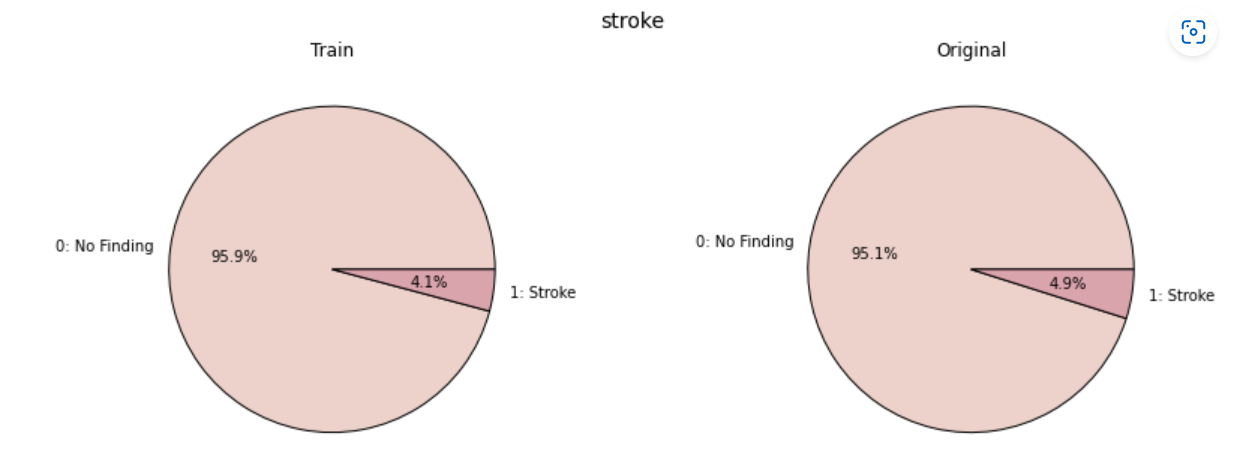 stroke
Train
0: No Finding
95.9%
4.1%
1: Stroke
Original
0: No Finding
95.1%
4.9%
1: Stroke